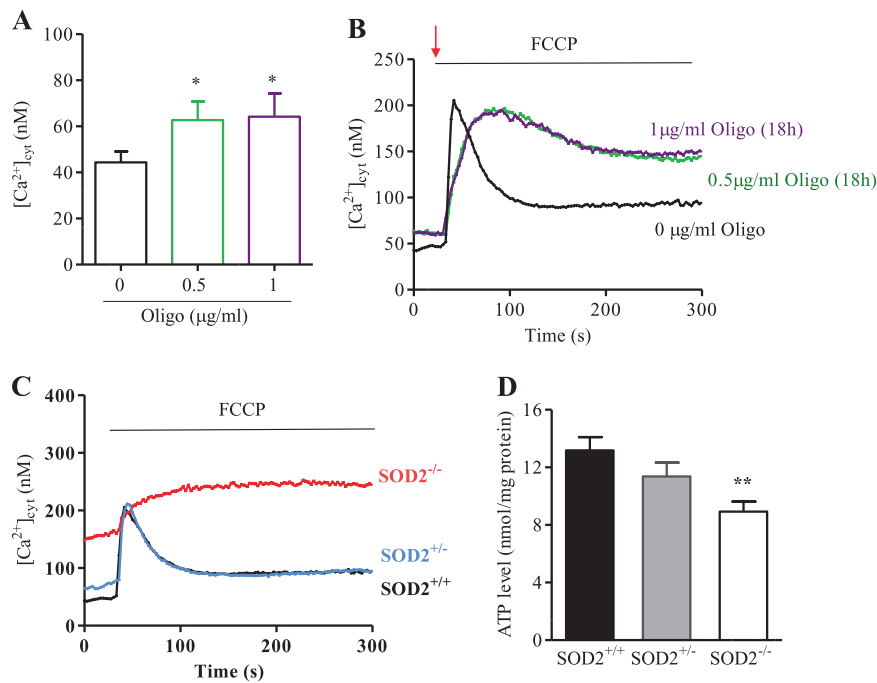 A
[Ca²⁺]cyt (nM)
100
80
60
40
20
0
* *
0 0.5 1
Oligo (μg/ml)
B
FCCP
[Ca²⁺]cyt (nM)
250
200
150
100
50
0
1μg/ml Oligo (18h)
0.5μg/ml Oligo (18h)
0 μg/ml Oligo
0 100 200 300
Time (s)
C
FCCP
[Ca²⁺]cyt (nM)
400
300
200
100
0
SOD2⁻/⁻
SOD2⁺/⁻
SOD2⁺/⁺
0 100 200 300
Time (s)
D
ATP level (nmol/mg protein)
16
12
8
4
0
**
SOD2⁺/⁺ SOD2⁺/⁻ SOD2⁻/⁻